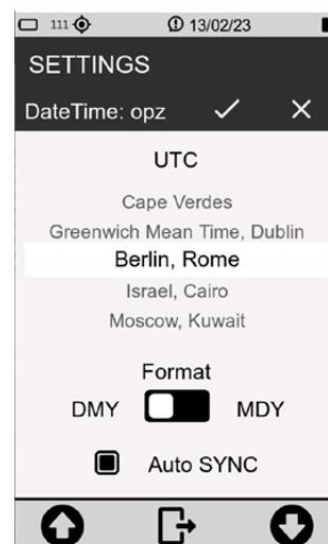 111 13/02/23
SETTINGS
DateTime: opz
UTC
Cape Verdes
Greenwich Mean Time, Dublin
Berlin, Rome
Israel, Cairo
Moscow, Kuwait
Format
DMY MDY
Auto SYNC